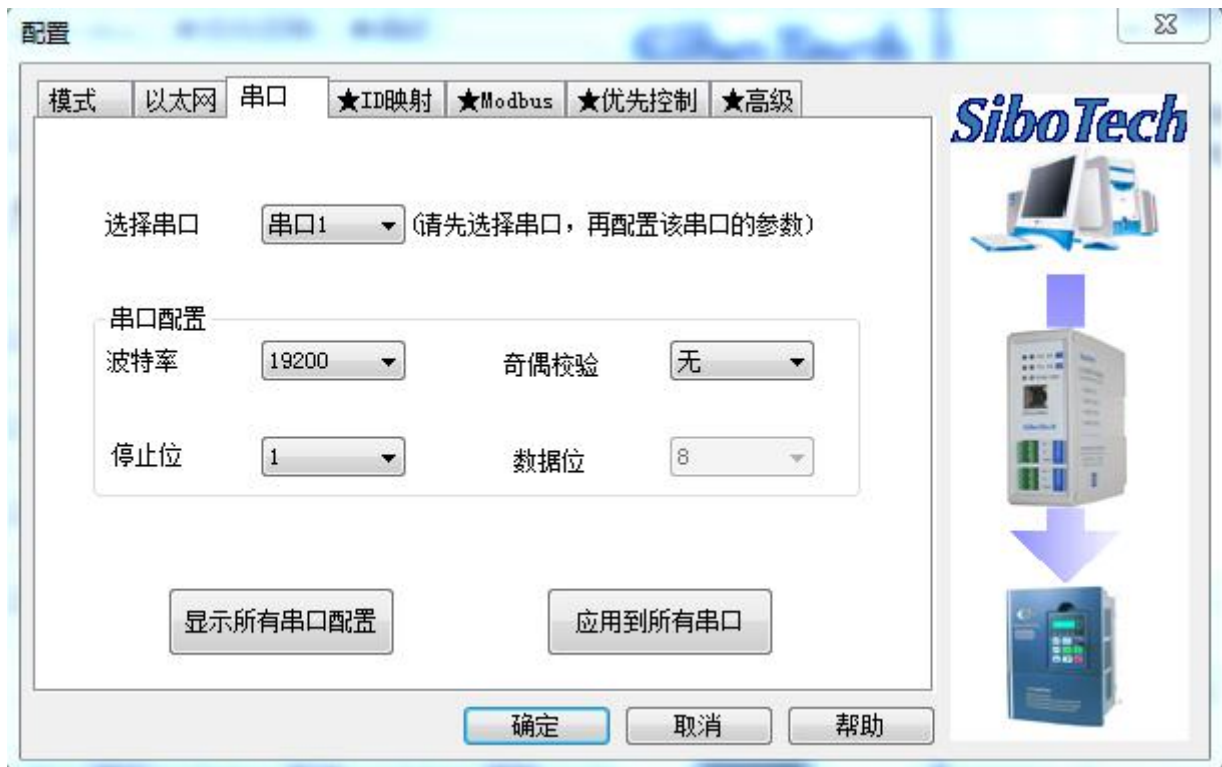 配置
模式 以太网 串口 ★ID映射 ★Modbus ★优先控制 ★高级
SiboTech
选择串口 串口1 (请先选择串口，再配置该串口的参数)
串口配置
波特率 19200 奇偶校验 无
停止位 1 数据位 8
显示所有串口配置 应用到所有串口
确定 取消 帮助